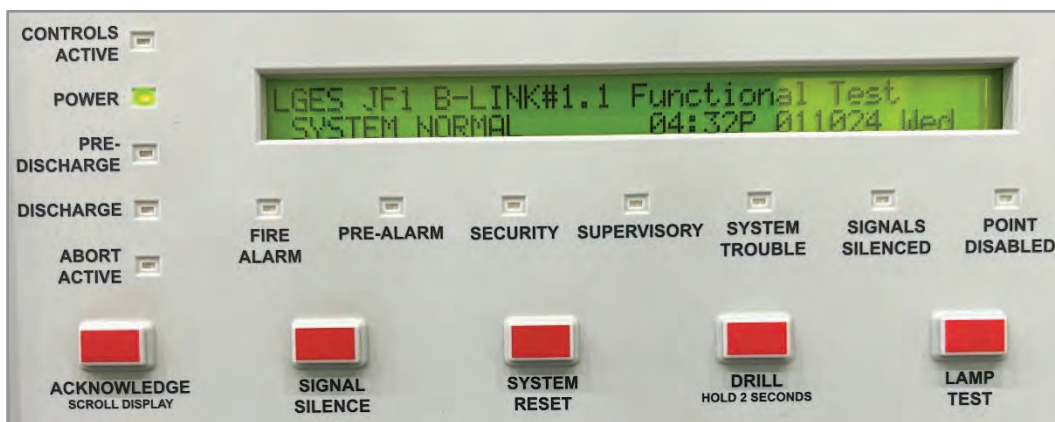 CONTROLS
ACTIVE
POWER
PRE-
DISCHARGE
DISCHARGE
ABORT
ACTIVE
LGES JF1 B-LINK#1.1 Functional Test
SYSTEM NORMAL 04:32P 011024 Wed
FIRE
ALARM
PRE-ALARM
SECURITY
SUPERVISORY
SYSTEM
TROUBLE
SIGNALS
SILENCED
POINT
DISABLED
ACKNOWLEDGE
SCROLL DISPLAY
SIGNAL
SILENCE
SYSTEM
RESET
DRILL
HOLD 2 SECONDS
LAMP
TEST